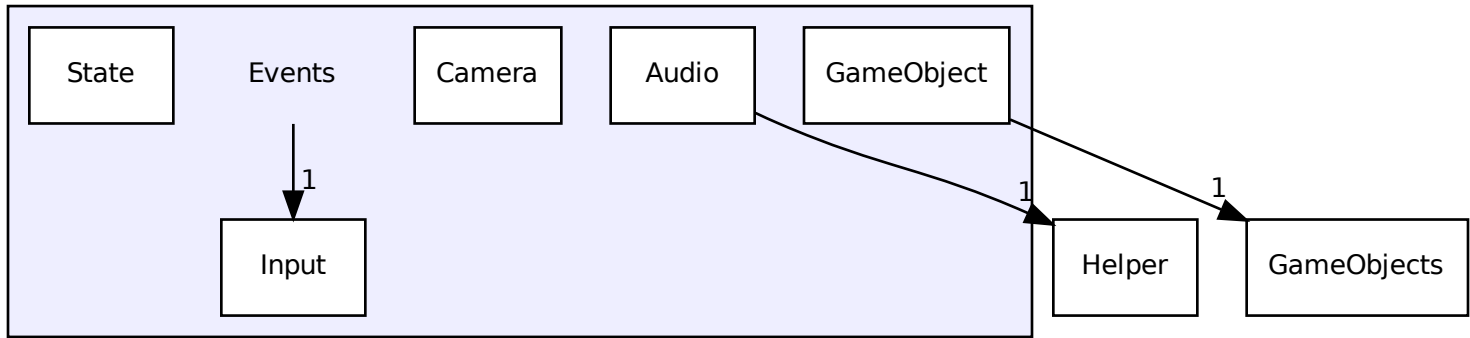 State
Events
Camera
Audio
GameObject
1
1
1
Input
Helper
GameObjects